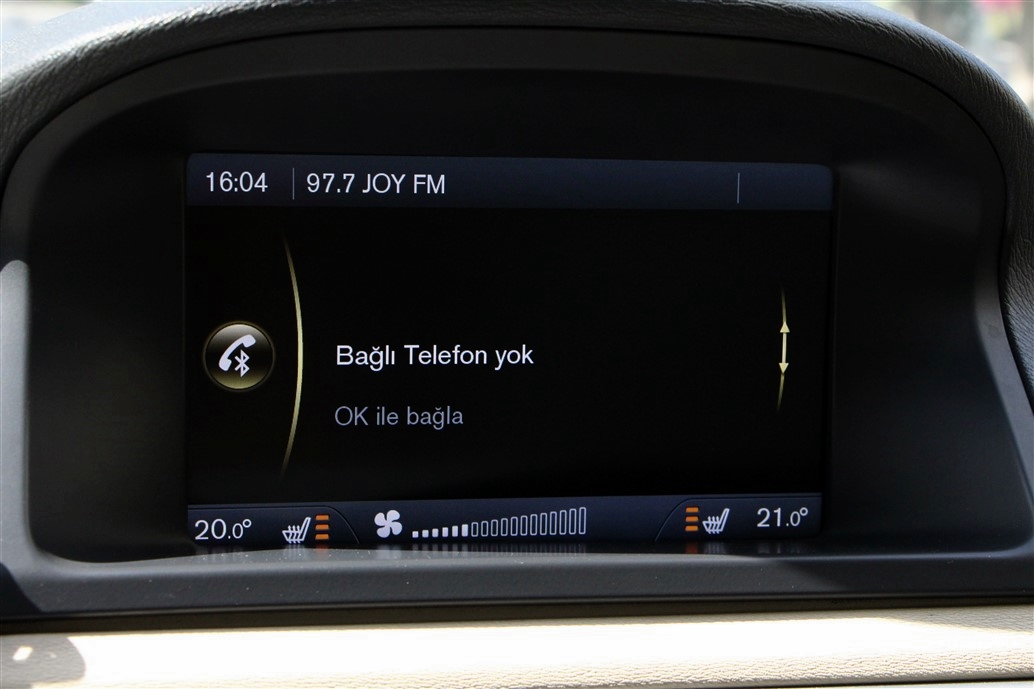 16:04 97.7 JOY FM
Bağlı Telefon yok
OK ile bağla
20.0° 21.0°